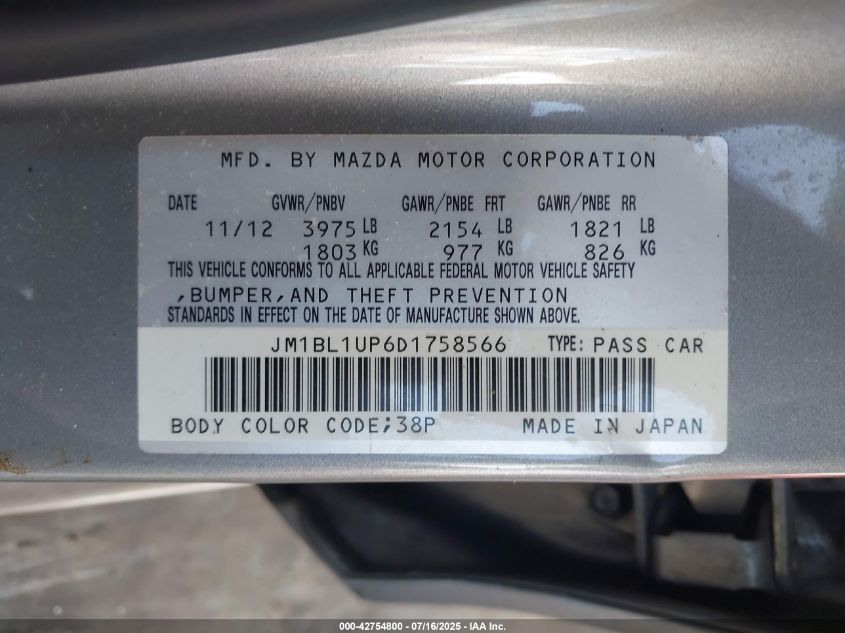 MFD. BY MAZDA MOTOR CORPORATION
DATE GVWR/PNBV GAWR/PNBE FRT GAWR/PNBE RR
11/12 3975 LB 2154 LB 1821 LB
1803 KG 977 KG 826 KG
THIS VEHICLE CONFORMS TO ALL APPLICABLE FEDERAL MOTOR VEHICLE SAFETY
,BUMPER,AND THEFT PREVENTION
STANDARDS IN EFFECT ON THE DATE OF MANUFACTURE SHOWN ABOVE.
JM1BL1UP6D1758566 TYPE: PASS CAR
BODY COLOR CODE;38P MADE IN JAPAN
000-42754800 - 07/16/2025 - IAA Inc.